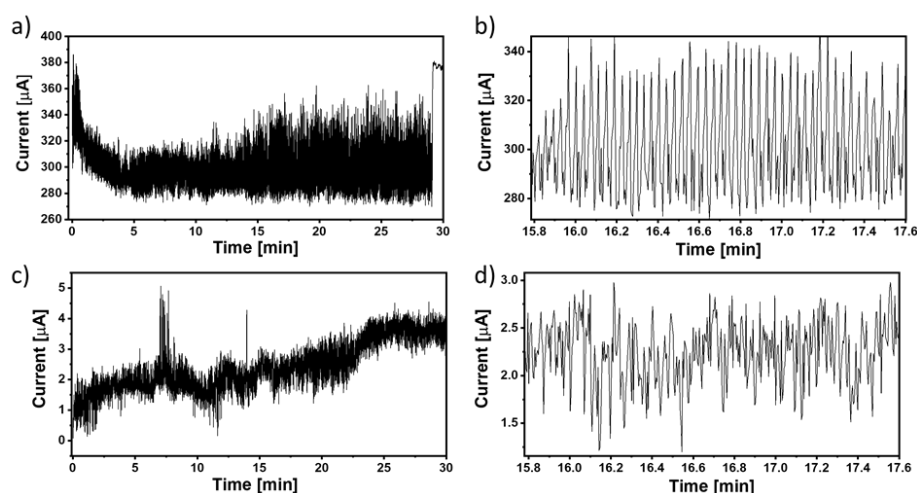 a)
400
380
360
340
320
300
280
260
Current [µA]
0 5 10 15 20 25 30
Time [min]
b)
340
320
300
280
Current [µA]
15.8 16.0 16.2 16.4 16.6 16.8 17.0 17.2 17.4 17.6
Time [min]
c)
5
4
3
2
1
0
Current [µA]
0 5 10 15 20 25 30
Time [min]
d)
3.0
2.5
2.0
1.5
Current [µA]
15.8 16.0 16.2 16.4 16.6 16.8 17.0 17.2 17.4 17.6
Time [min]